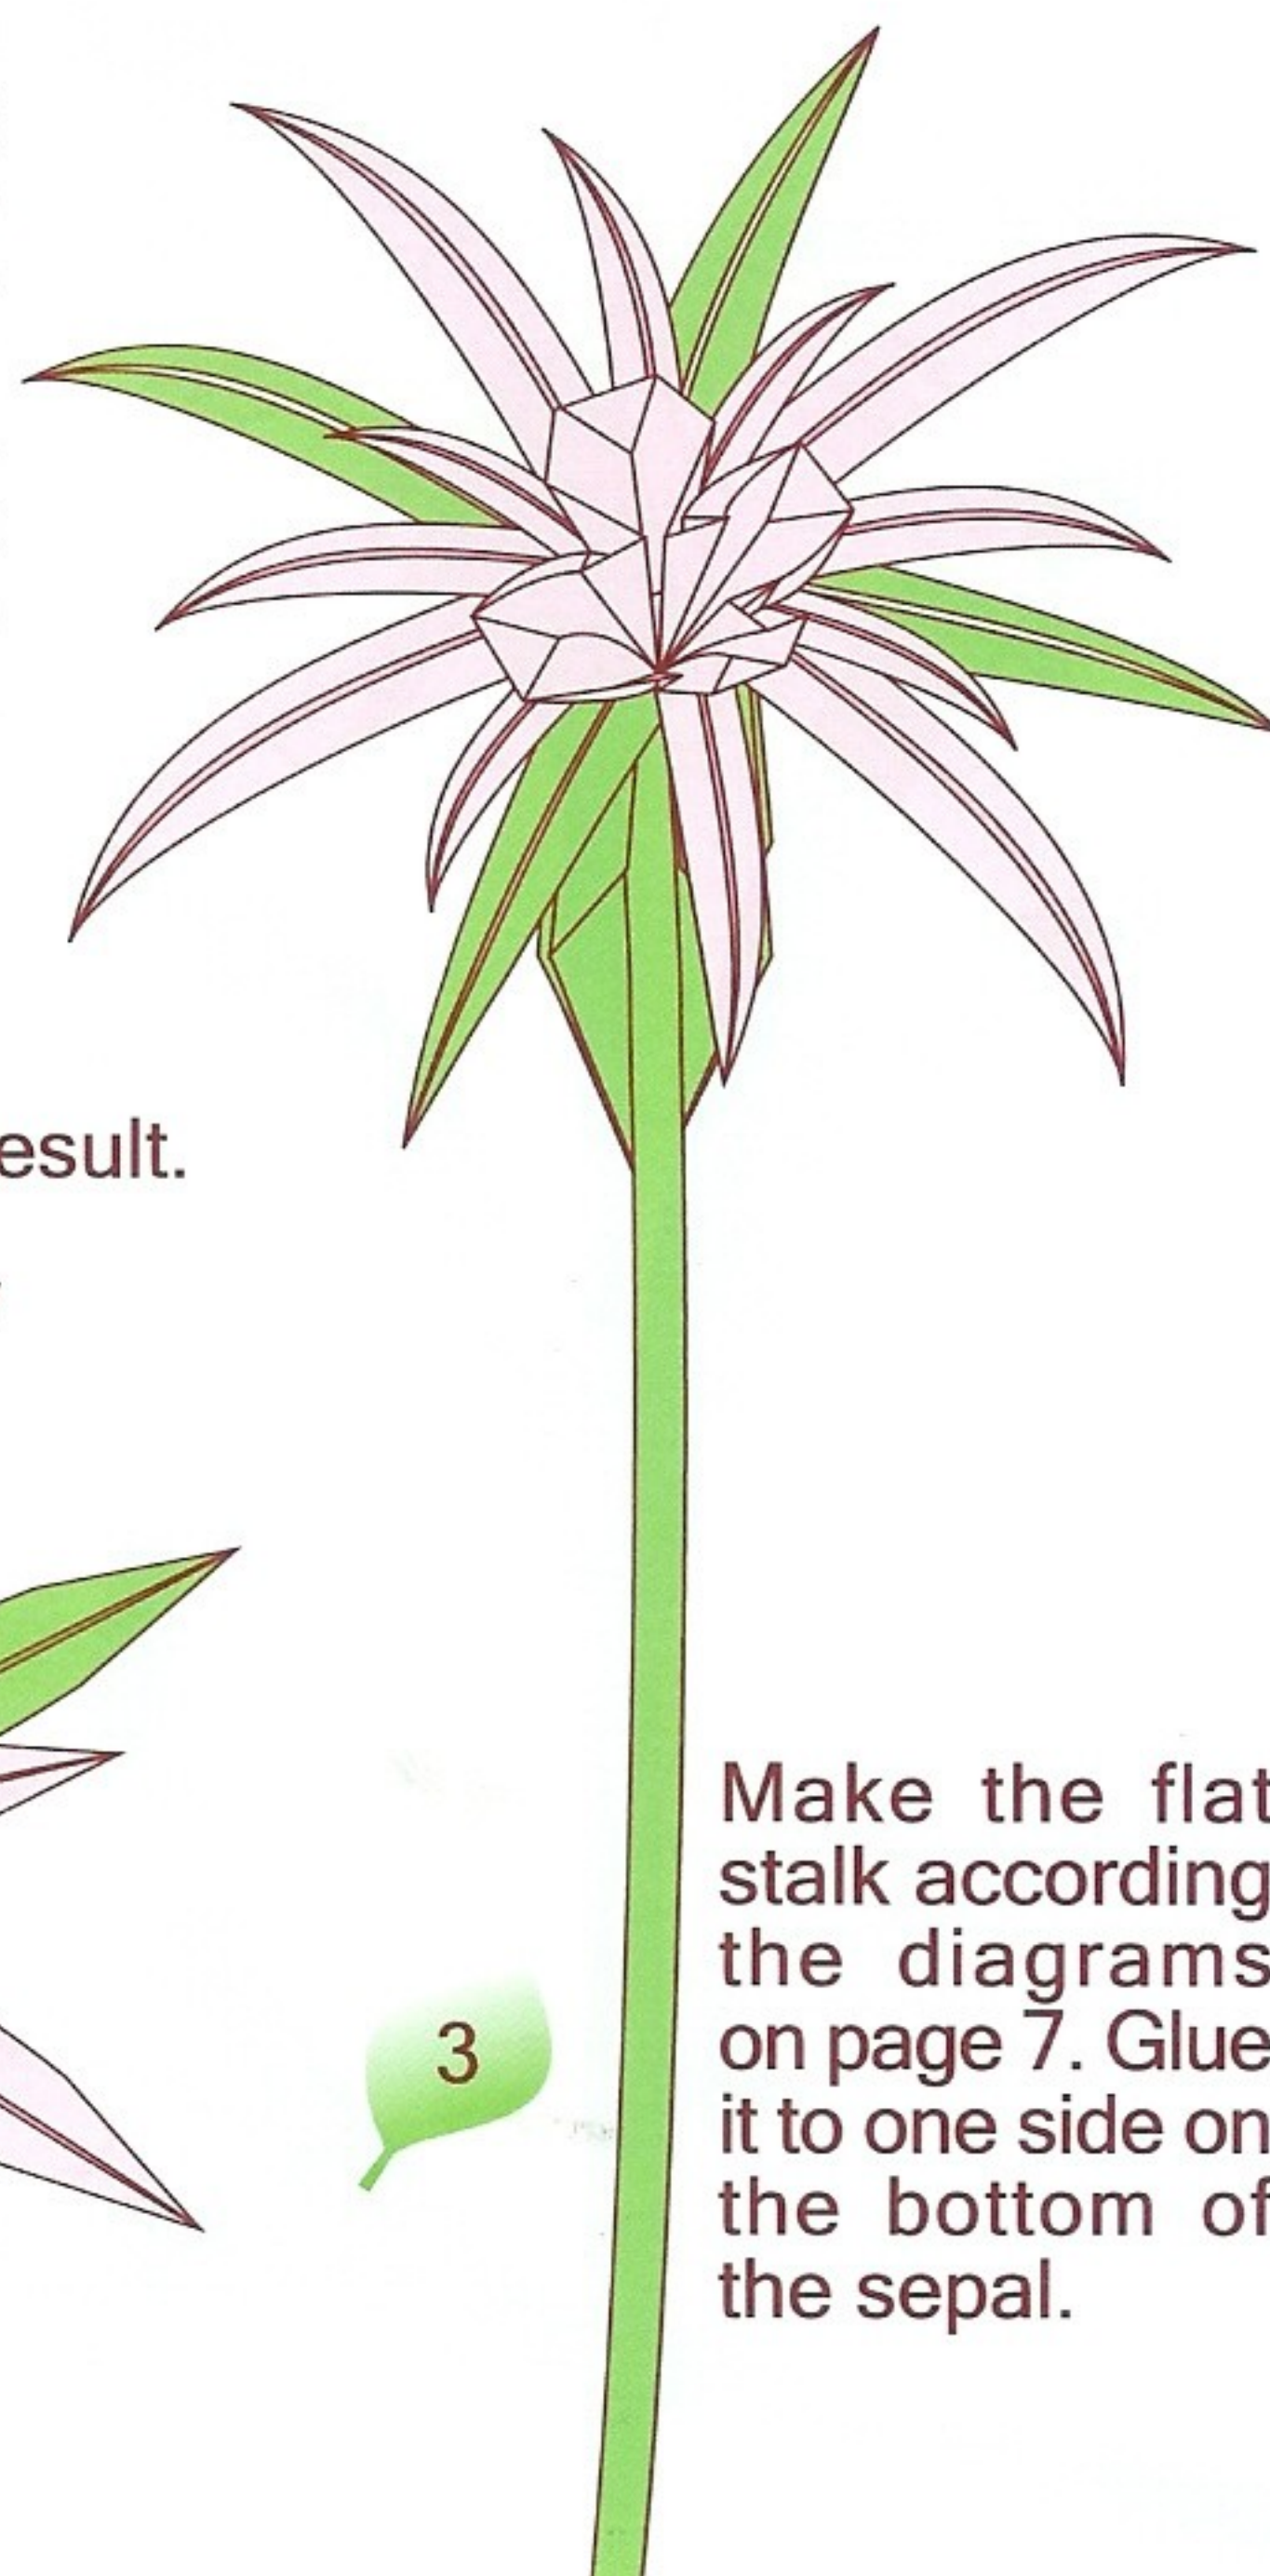 esult.
3
Make the flat
stalk according
the diagrams
on page 7. Glue
it to one side on
the bottom of
the sepal.